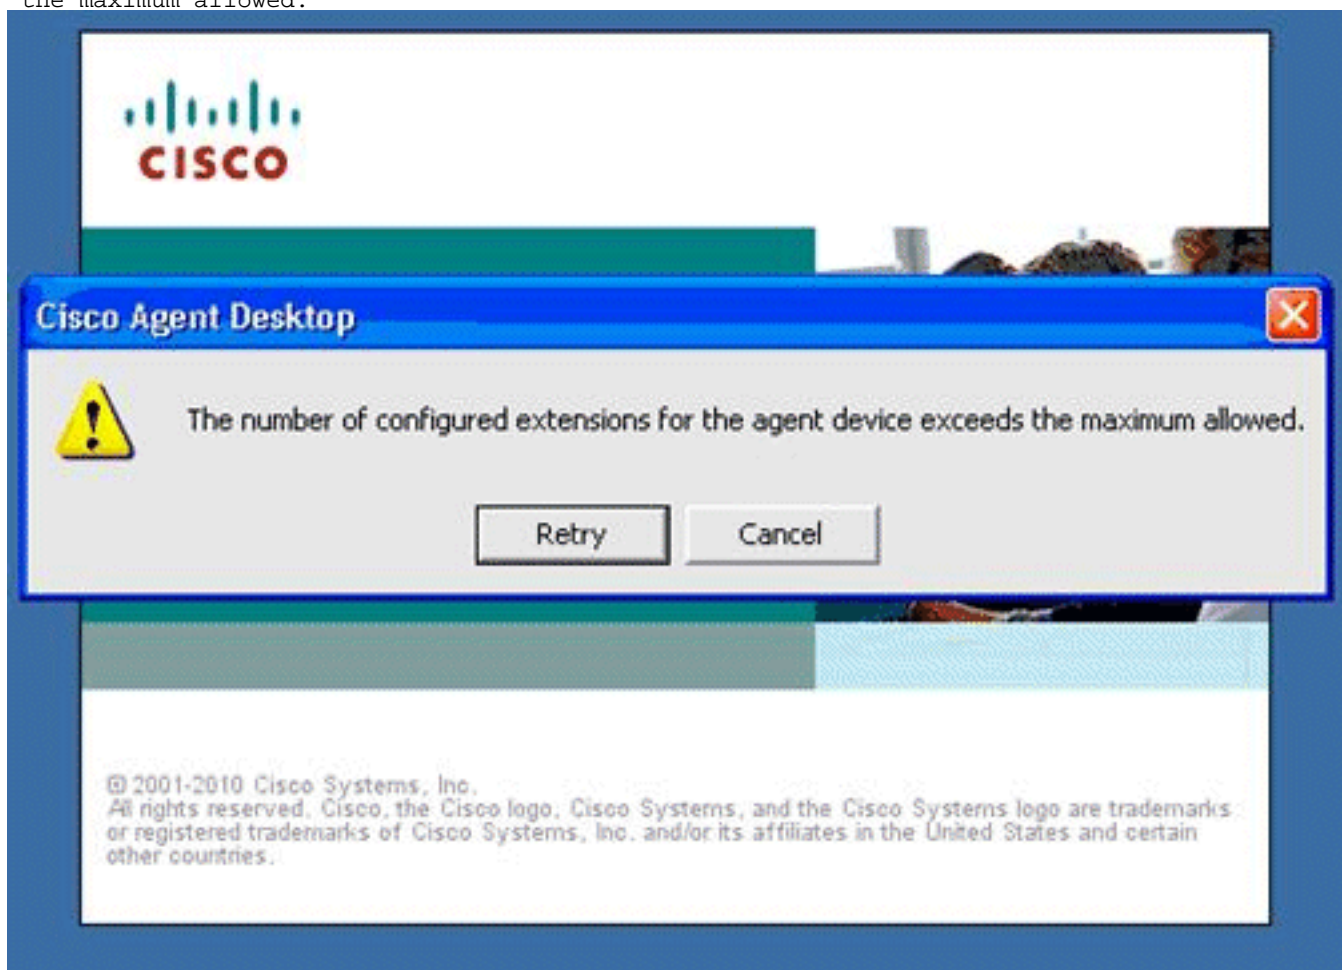 the maximum allowed.
CISCO
Cisco Agent Desktop
The number of configured extensions for the agent device exceeds the maximum allowed.
Retry
Cancel
© 2001-2010 Cisco Systems, Inc.
All rights reserved. Cisco, the Cisco logo, Cisco Systems, and the Cisco Systems logo are trademarks
or registered trademarks of Cisco Systems, Inc. and/or its affiliates in the United States and certain
other countries.